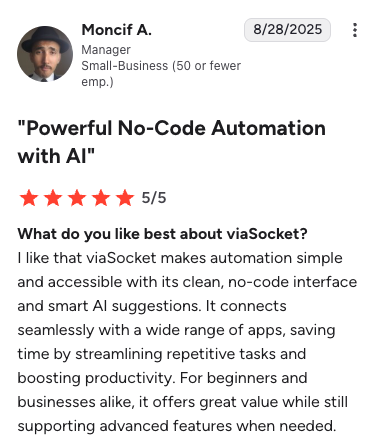 Moncif A.
8/28/2025
Manager
Small-Business (50 or fewer
emp.)
"Powerful No-Code Automation
with AI"
5/5
What do you like best about viaSocket?
I like that viaSocket makes automation simple
and accessible with its clean, no-code interface
and smart AI suggestions. It connects
seamlessly with a wide range of apps, saving
time by streamlining repetitive tasks and
boosting productivity. For beginners and
businesses alike, it offers great value while still
supporting advanced features when needed.